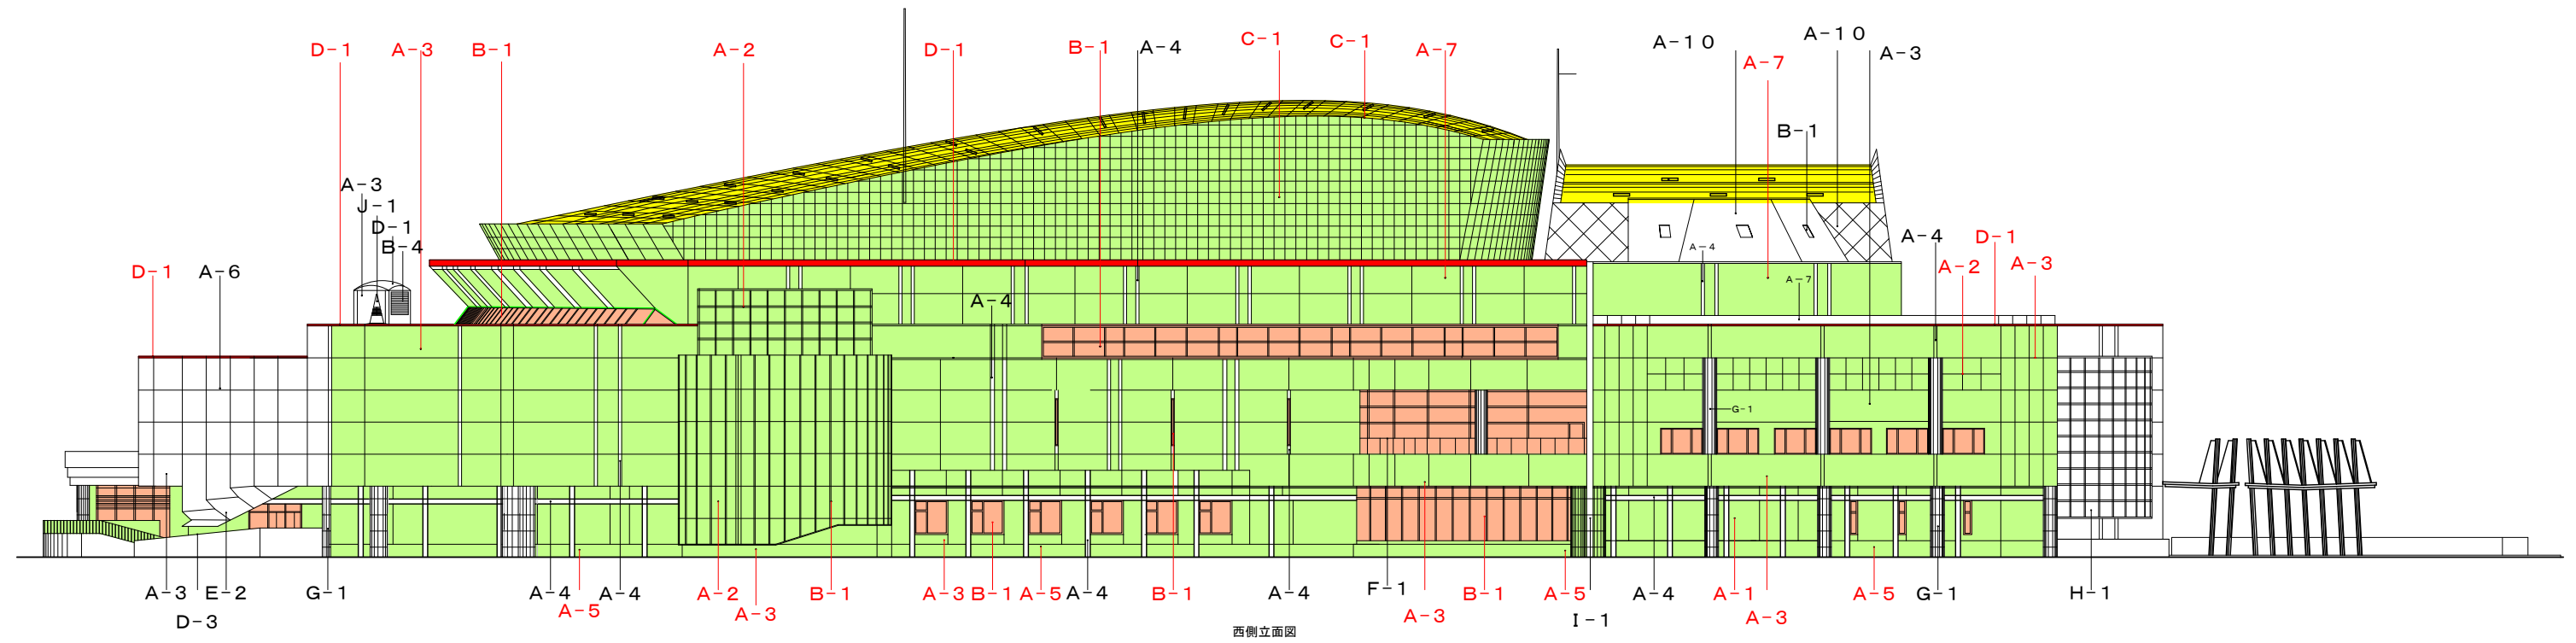 D-1 A-3 B-1 A-2 D-1 B-1 A-4 C-1 C-1 A-7 A-10 A-7 A-10 A-3
B-1
A-3
J-1
D-1
B-4
D-1 A-6 A-4 A-4 A-7 A-4 A-2 D-1 A-3
G-1
A-3 E-2 G-1 A-4 A-5 A-4 A-2 A-3 B-1 A-3 B-1 A-5 A-4 B-1 A-4 F-1 A-3 B-1 A-5 I-1 A-4 A-1 A-3 A-5 G-1 H-1
D-3
西側立面図